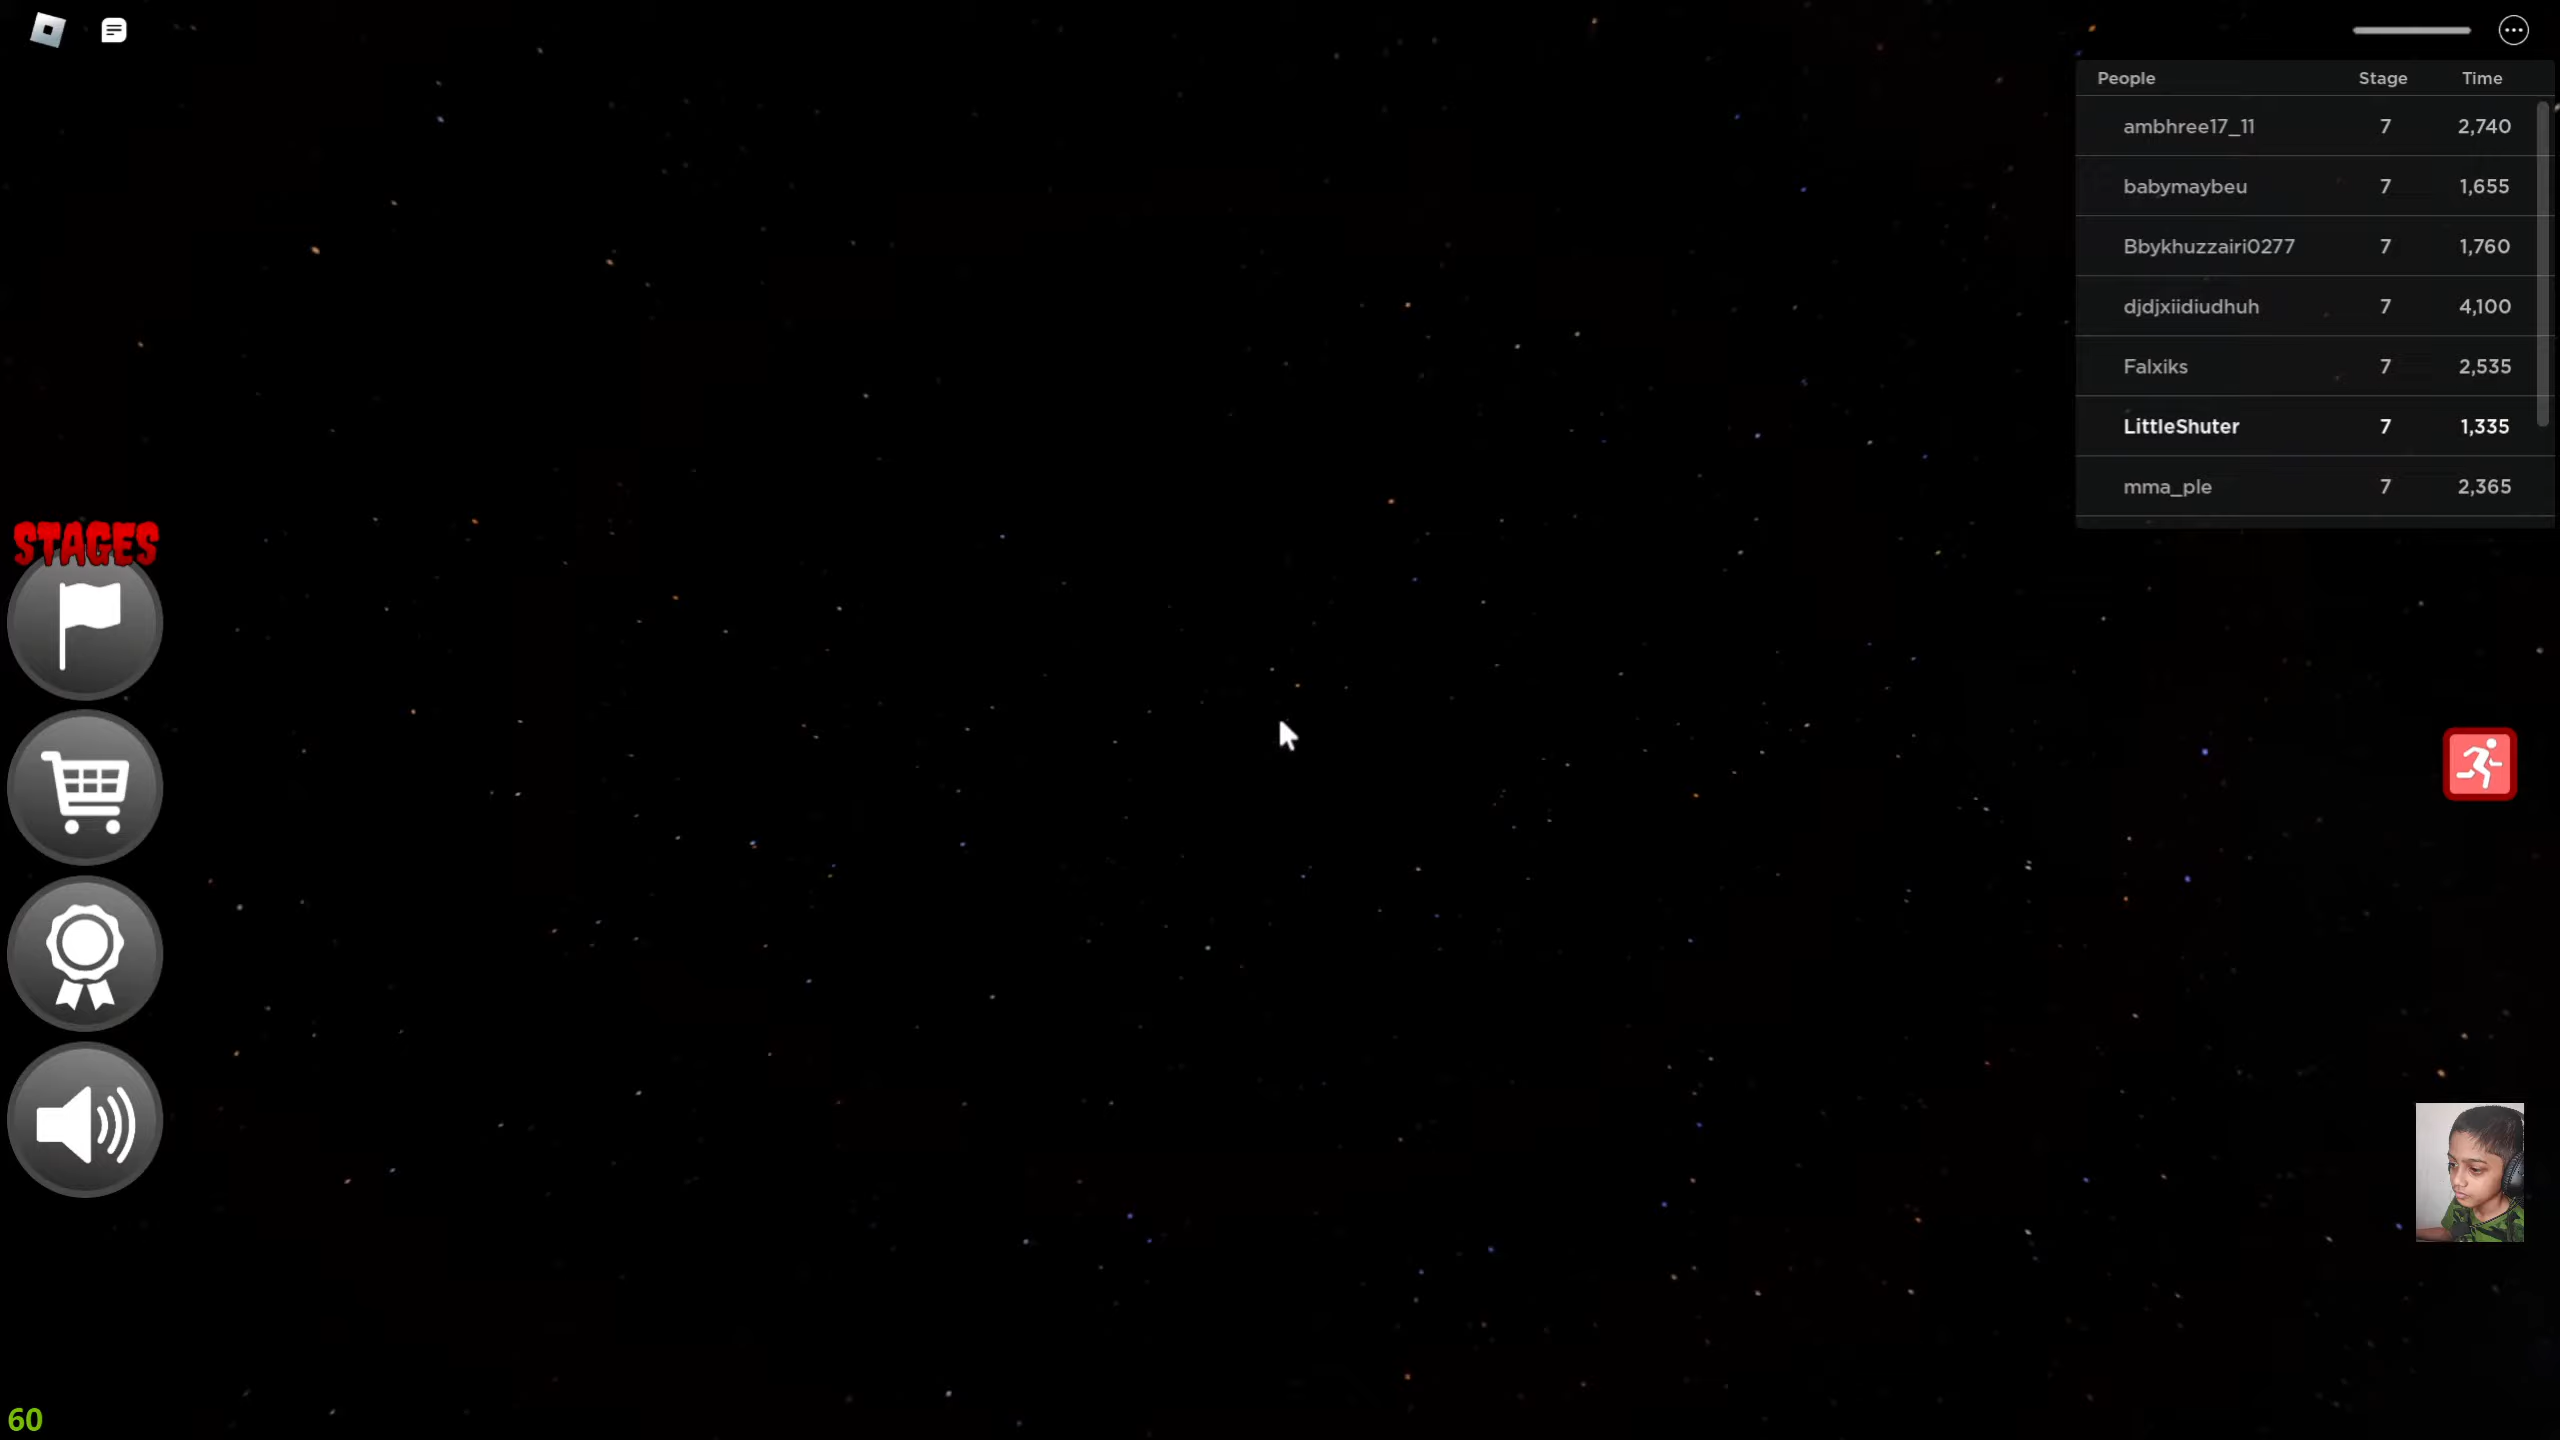 People Stage Time
ambhree17_11 7 2,740
babymaybeu 7 1,655
Bbykhuzzairi0277 7 1,760
djdjxiidiudhuh 7 4,100
Falxiks 7 2,535
LittleShuter 7 1,335
mma_ple 7 2,365
STAGES
60